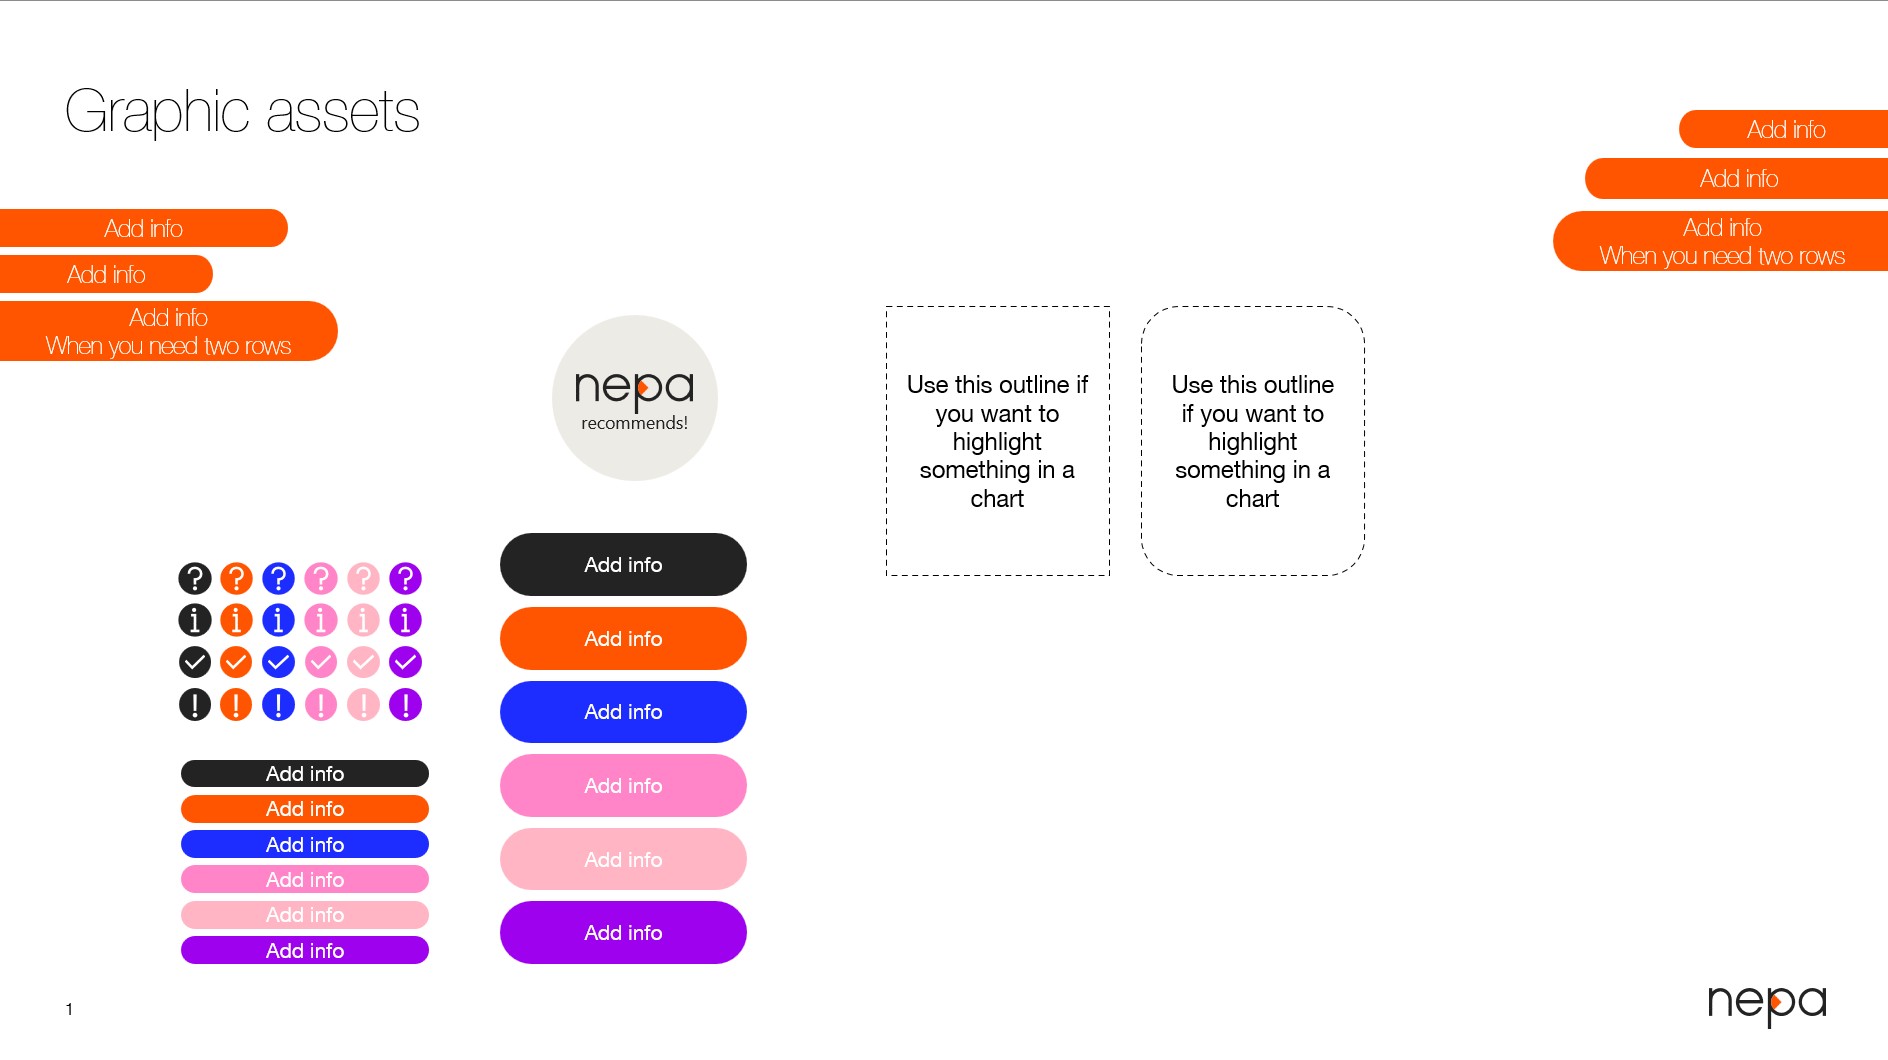 Graphic assets
Add info
Add info
Add info
When you need two rows
Add info
Add info
Add info
When you need two rows
nepa
recommends!
Use this outline if
you want to
highlight
something in a
chart
Use this outline
if you want to
highlight
something in a
chart
? ? ? ? ? ?
i i i i i i
! ! ! ! ! !
Add info
Add info
Add info
Add info
Add info
Add info
Add info
Add info
Add info
Add info
Add info
Add info
1
nepa